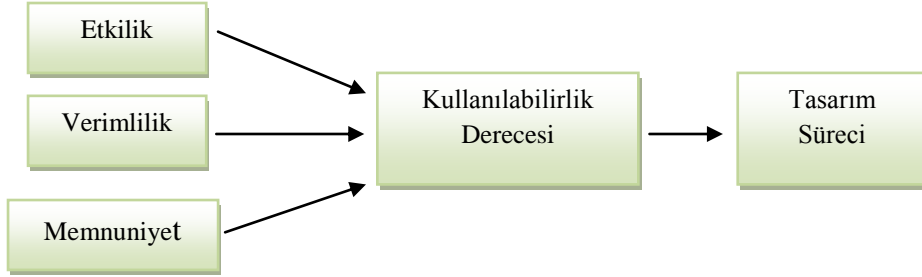 Etkilik
Verimlilik
Memnuniyet
Kullanılabilirlik
Derecesi
Tasarım
Süreci